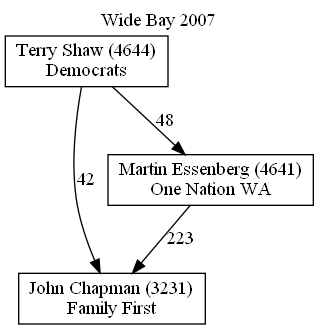 Wide Bay 2007
Terry Shaw (4644)
Democrats
48
Martin Essenberg (4641)
One Nation WA
42
223
John Chapman (3231)
Family First